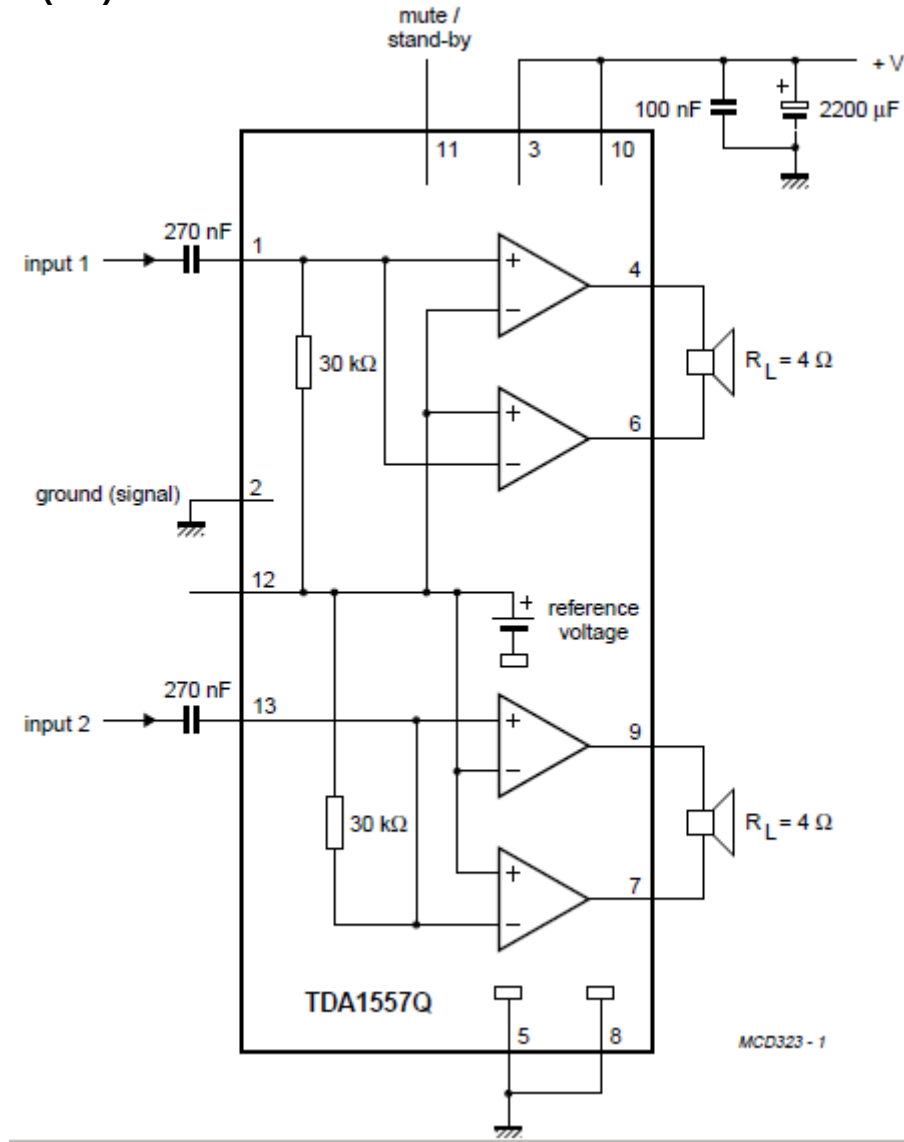 mute /
stand-by
+ V
100 nF
+
2200 µF
11
3
10
270 nF
1
input 1
+
4
−
30 kΩ
R L = 4 Ω
+
6
−
ground (signal)
2
12
+
reference
voltage
270 nF
13
input 2
+
9
−
30 kΩ
R L = 4 Ω
+
7
−
TDA1557Q
5
8
MCD323 - 1